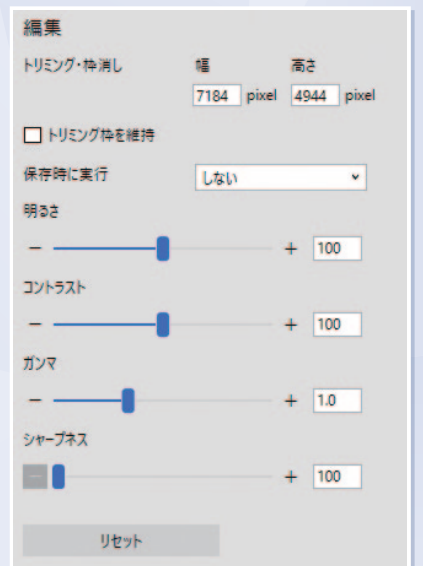 編集
トリミング・枠消し 幅 高さ
7184 pixel 4944 pixel
トリミング枠を維持
保存時に実行 しない
明るさ
− + 100
コントラスト
− + 100
ガンマ
− + 1.0
シャープネス
− + 100
リセット